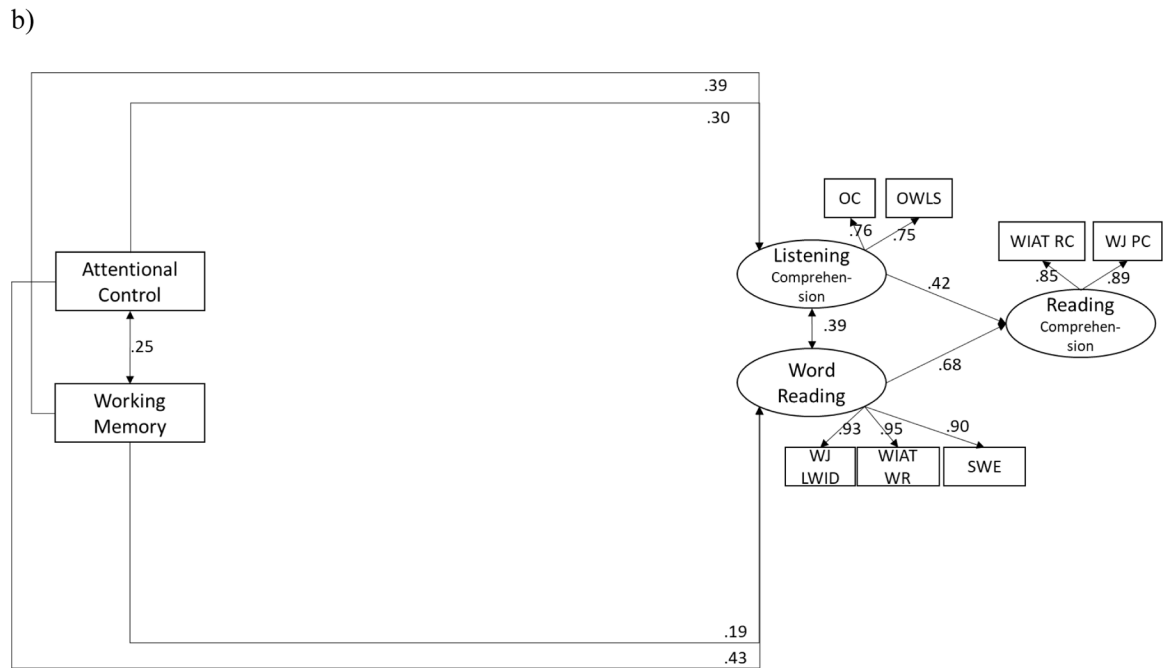 b)
.39
.30
OC
OWLS
.76
.75
WIAT RC
WJ PC
.85
.89
Attentional
Control
Listening
Comprehen-
sion
.42
Reading
Comprehen-
sion
.25
.39
Working
Memory
Word
Reading
.68
.93
.95
.90
WJ
LWID
WIAT
WR
SWE
.19
.43